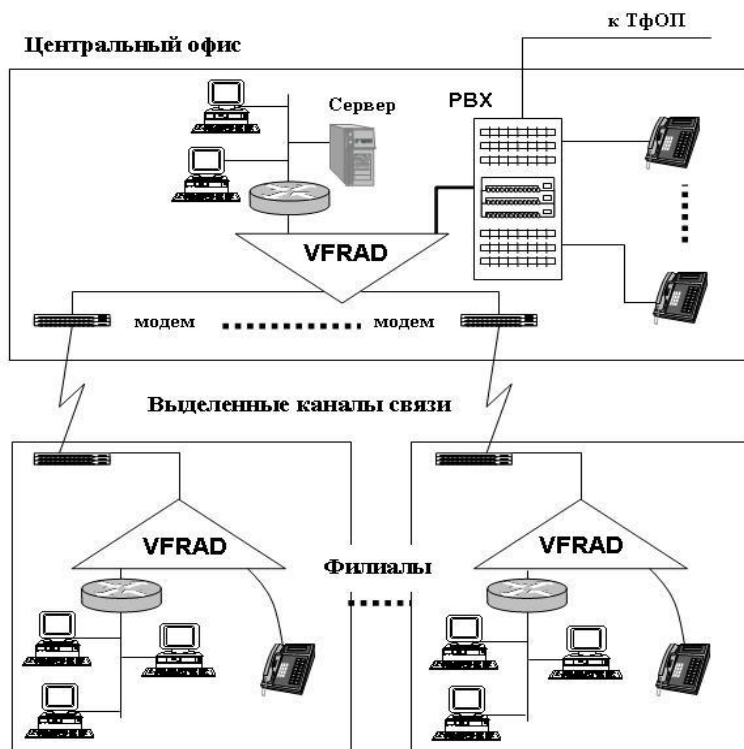 к ТфОП
Центральный офис
Сервер
PBX
VFRAD
модем
модем
Выделенные каналы связи
VFRAD
VFRAD
Филиалы